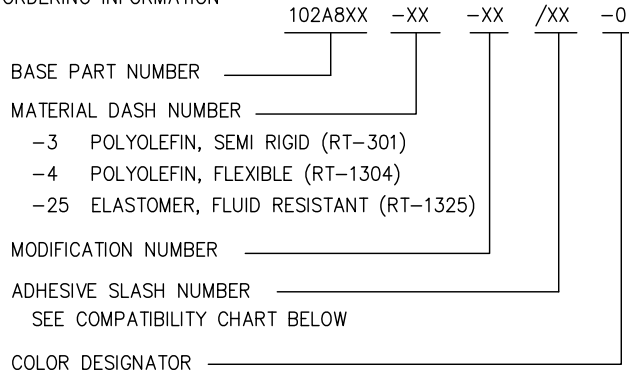 ORDERING INFORMATION
102A8XX -XX -XX /XX -0
BASE PART NUMBER
MATERIAL DASH NUMBER
-3 POLYOLEFIN, SEMI RIGID (RT-301)
-4 POLYOLEFIN, FLEXIBLE (RT-1304)
-25 ELASTOMER, FLUID RESISTANT (RT-1325)
MODIFICATION NUMBER
ADHESIVE SLASH NUMBER
SEE COMPATIBILITY CHART BELOW
COLOR DESIGNATOR